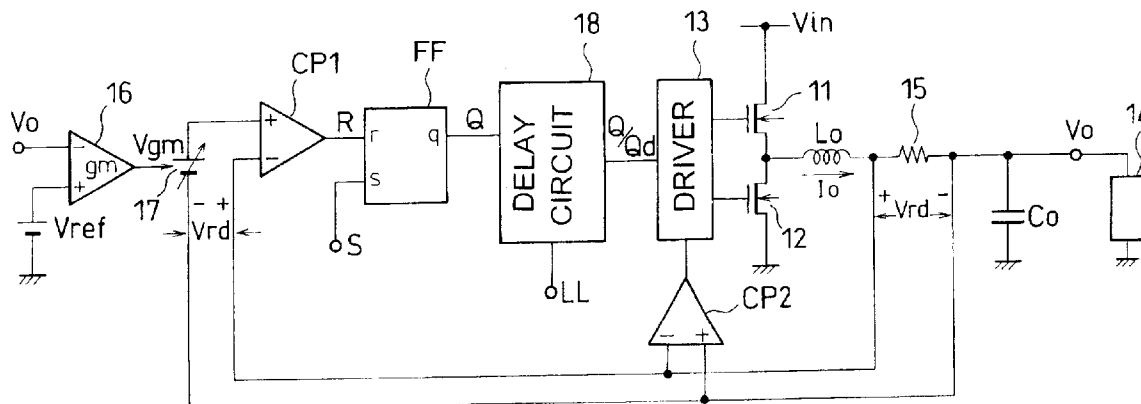 18
13
Vin
CP1
FF
16
11
15
Vo
14
Vo
R
r
q
Q
Q/Qd
Lo
Vgm
+
-
-
gm
+
S
DELAY
CIRCUIT
DRIVER
Io
+
Vrd
-
17
- +
Vrd
12
Co
Vref
S
LL
CP2
- +